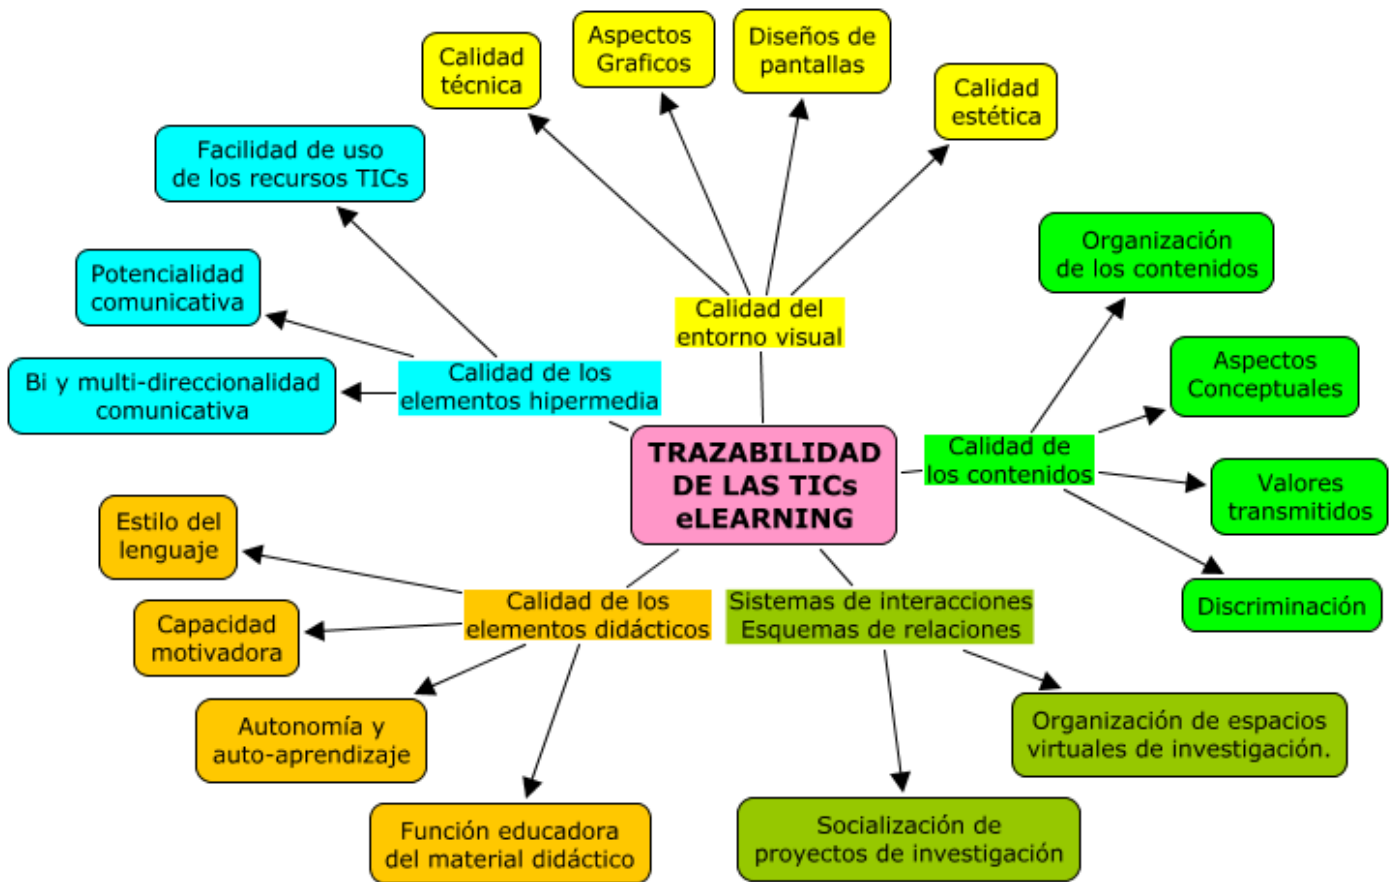 Calidad
técnica
Aspectos
Graficos
Diseños de
pantallas
Calidad
estética
Facilidad de uso
de los recursos TICs
Potencialidad
comunicativa
Bi y multi-direccionalidad
comunicativa
Calidad de los
elementos hipermedia
Calidad del
entorno visual
Organización
de los contenidos
Aspectos
Conceptuales
Calidad de
los contenidos
Valores
transmitidos
Discriminación
TRAZABILIDAD
DE LAS TICs
eLEARNING
Estilo del
lenguaje
Capacidad
motivadora
Autonomía y
auto-aprendizaje
Función educadora
del material didáctico
Calidad de los
elementos didácticos
Sistemas de interacciones
Esquemas de relaciones
Organización de espacios
virtuales de investigación.
Socialización de
proyectos de investigación